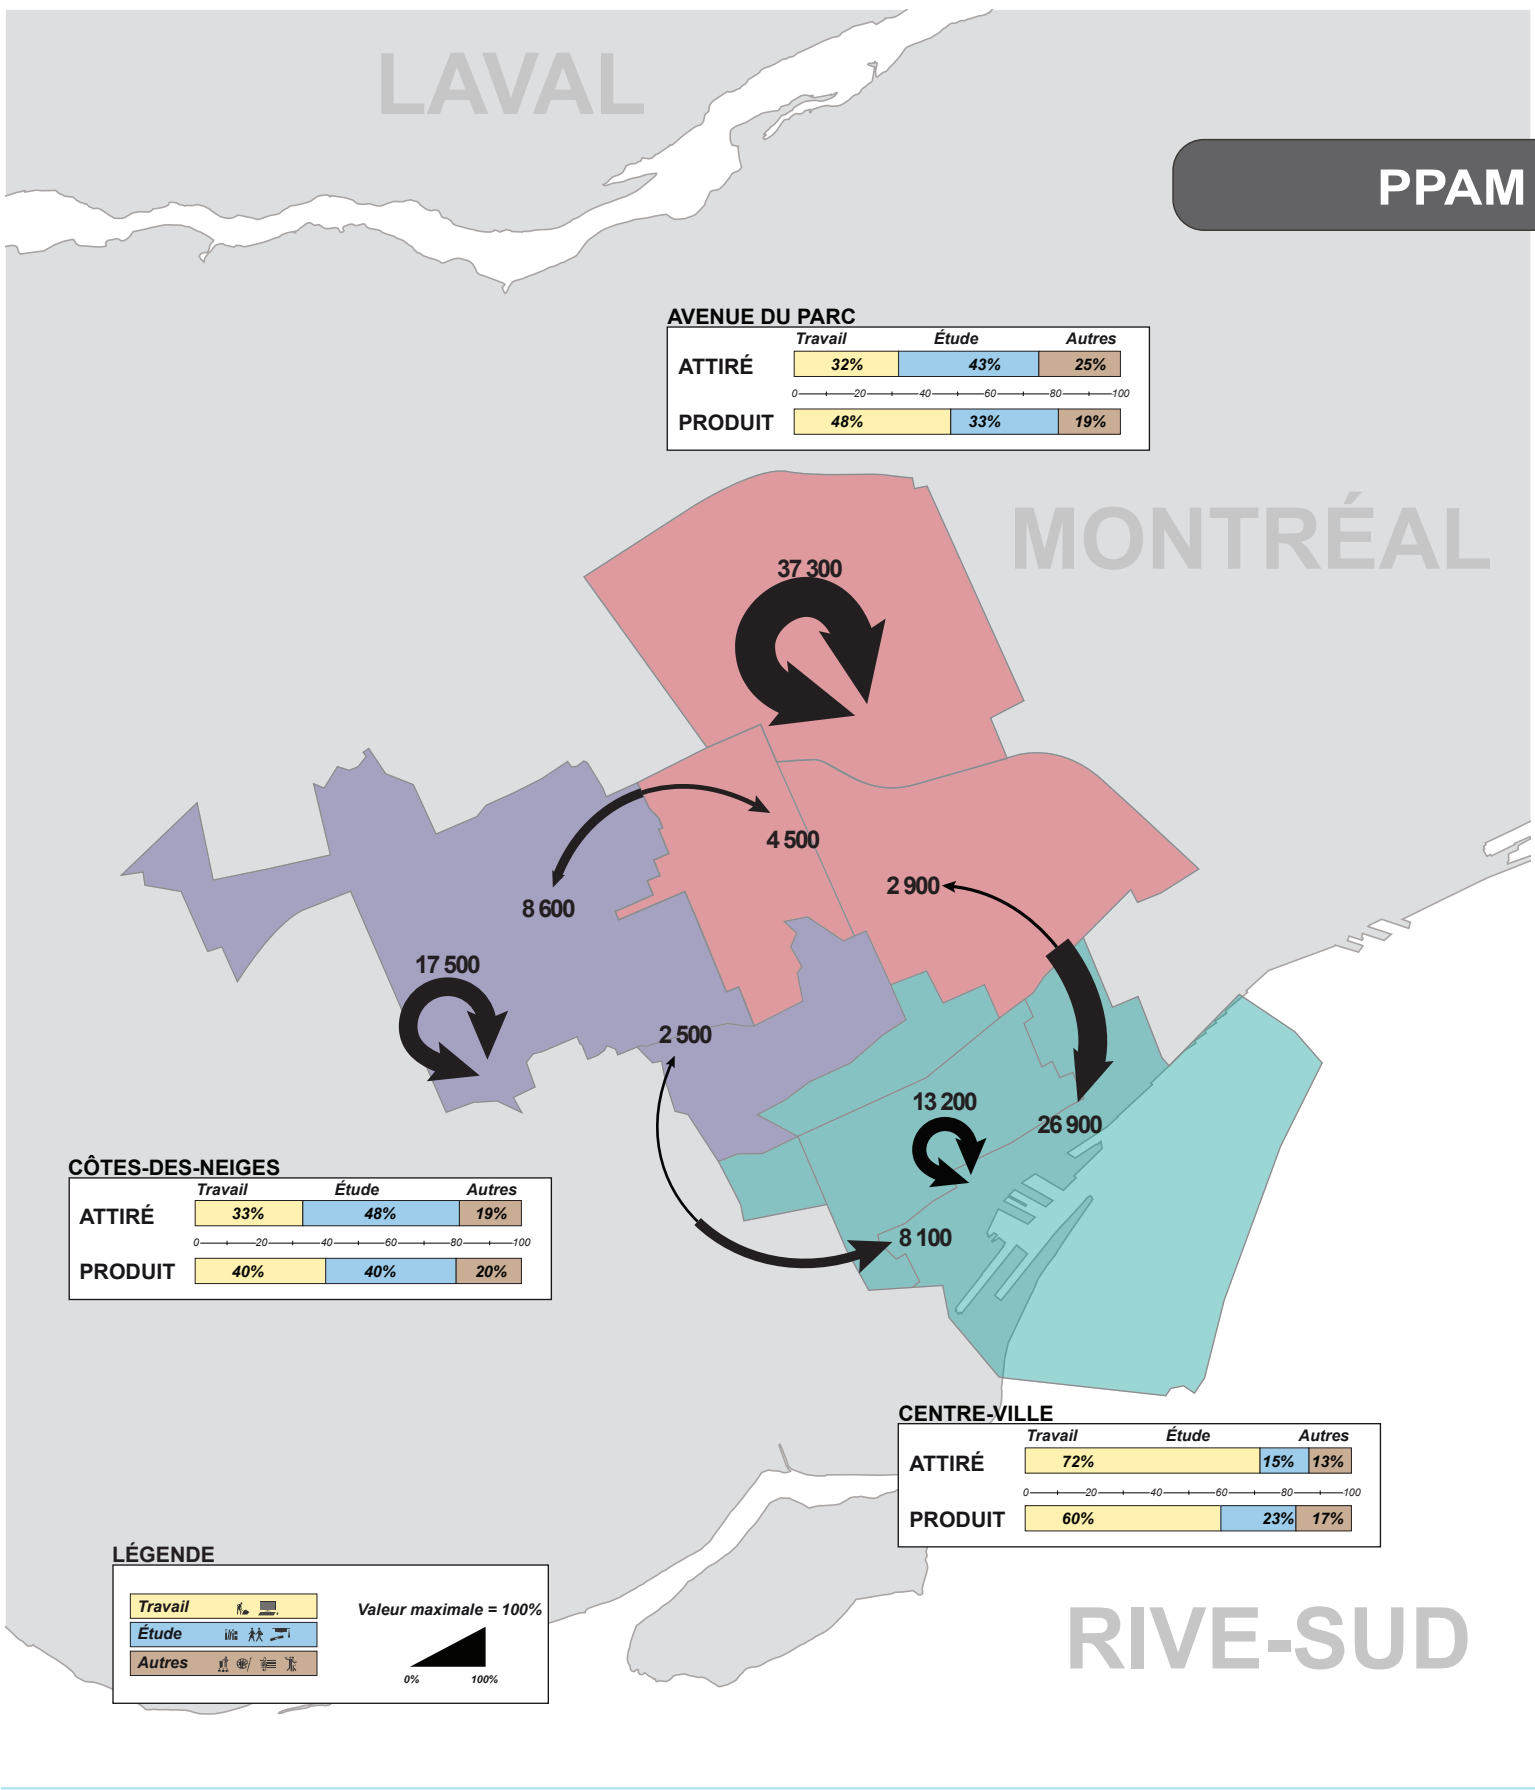 LAVAL
PPAM
AVENUE DU PARC
Travail Étude Autres
ATTIRÉ 32% 43% 25%
0 20 40 60 80 100
PRODUIT 48% 33% 19%
MONTRÉAL
37 300
4 500
2 900
8 600
17 500
2 500
13 200
26 900
8 100
CÔTES-DES-NEIGES
Travail Étude Autres
ATTIRÉ 33% 48% 19%
0 20 40 60 80 100
PRODUIT 40% 40% 20%
CENTRE-VILLE
Travail Étude Autres
ATTIRÉ 72% 15% 13%
0 20 40 60 80 100
PRODUIT 60% 23% 17%
LÉGENDE
Travail
Étude
Autres
Valeur maximale = 100%
0% 100%
RIVE-SUD